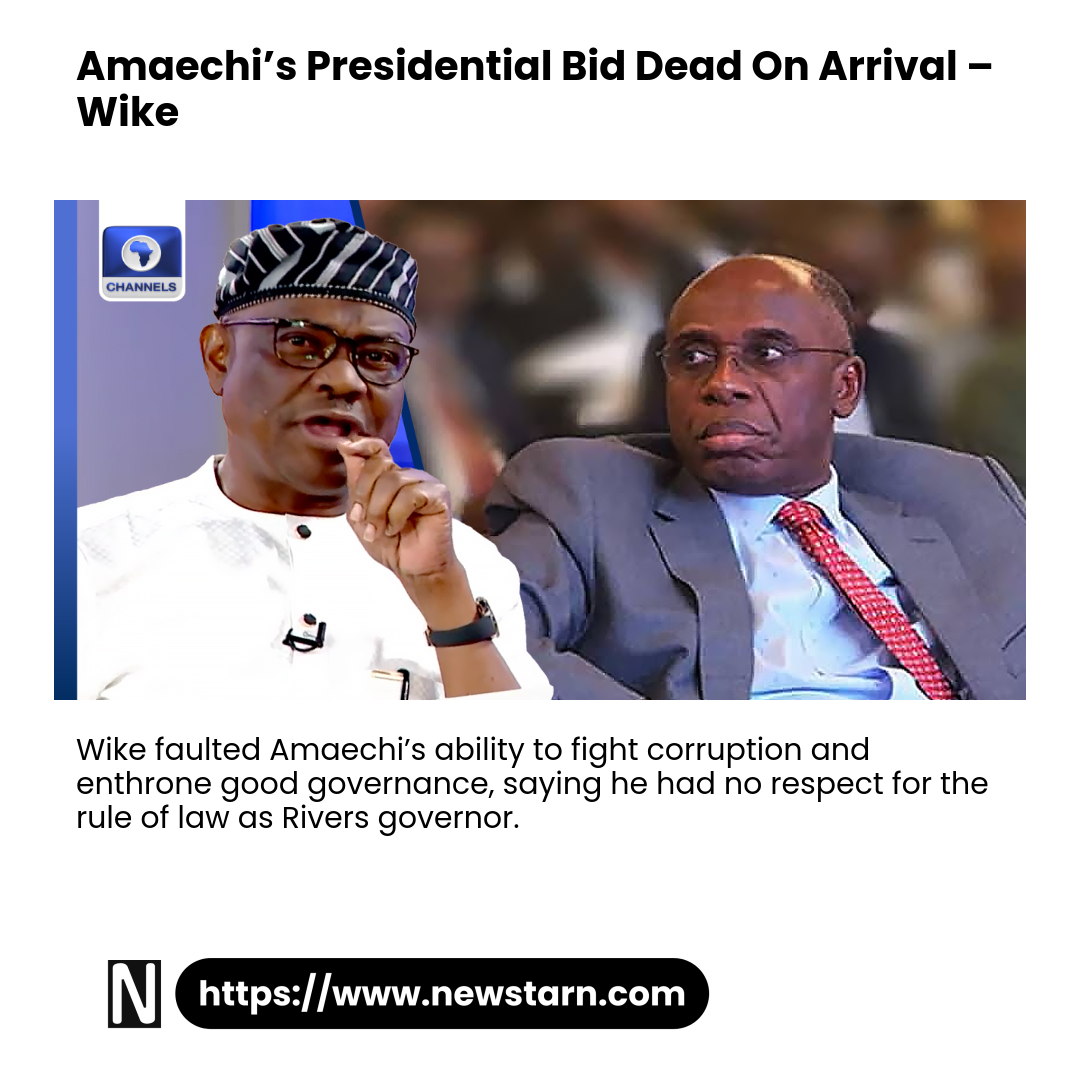 Amaechi’s Presidential Bid Dead On Arrival –
Wike
CHANNELS
Wike faulted Amaechi’s ability to fight corruption and
enthrone good governance, saying he had no respect for the
rule of law as Rivers governor.
N
https://www.newstarn.com